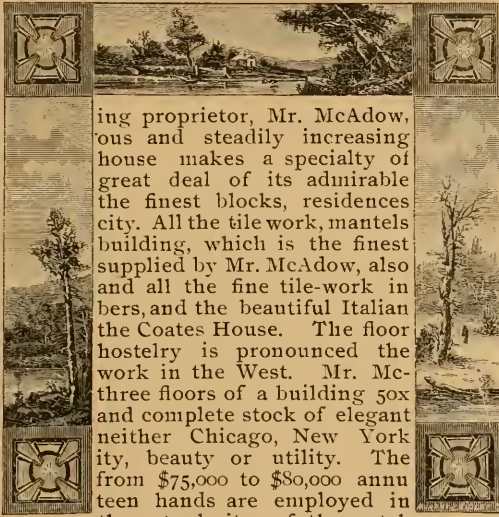 ing proprietor, Mr. McAdow,
ous and steadily increasing
house makes a specialty of
great deal of its admirable
the finest blocks, residences
city. All the tile work, mantels
building, which is the finest
supplied by Mr. McAdow, also
and all the fine tile-work in
bers, and the beautiful Italian
the Coates House. The floor
hostelry is pronounced the
work in the West. Mr. Mc-
three floors of a building 50x
and complete stock of elegant
neither Chicago, New York
ity, beauty or utility. The
from $75,000 to $80,000 annu
teen hands are employed in